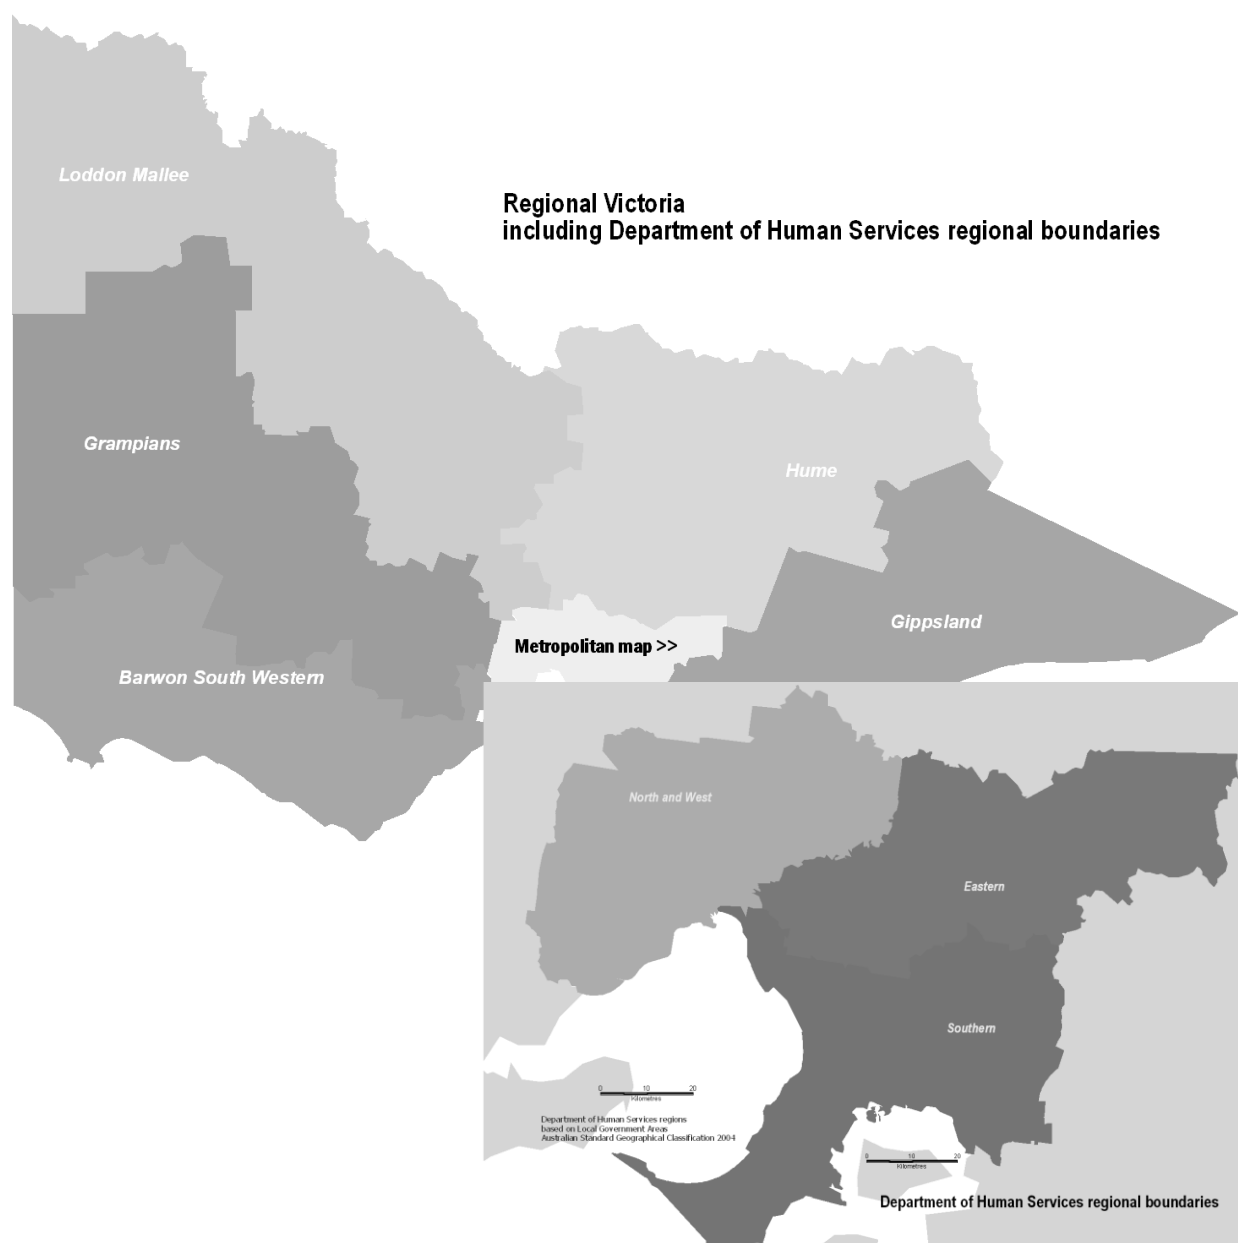 Loddon Mallee
Regional Victoria
including Department of Human Services regional boundaries
Grampians
Hume
Gippsland
Metropolitan map >>
Barwon South Western
North and West
Eastern
Southern
0 10 20
Kilometres
Department of Human Services regions
based on Local Government Areas
Australian Standard Geographical Classification 2004
0 10 20
Kilometres
Department of Human Services regional boundaries